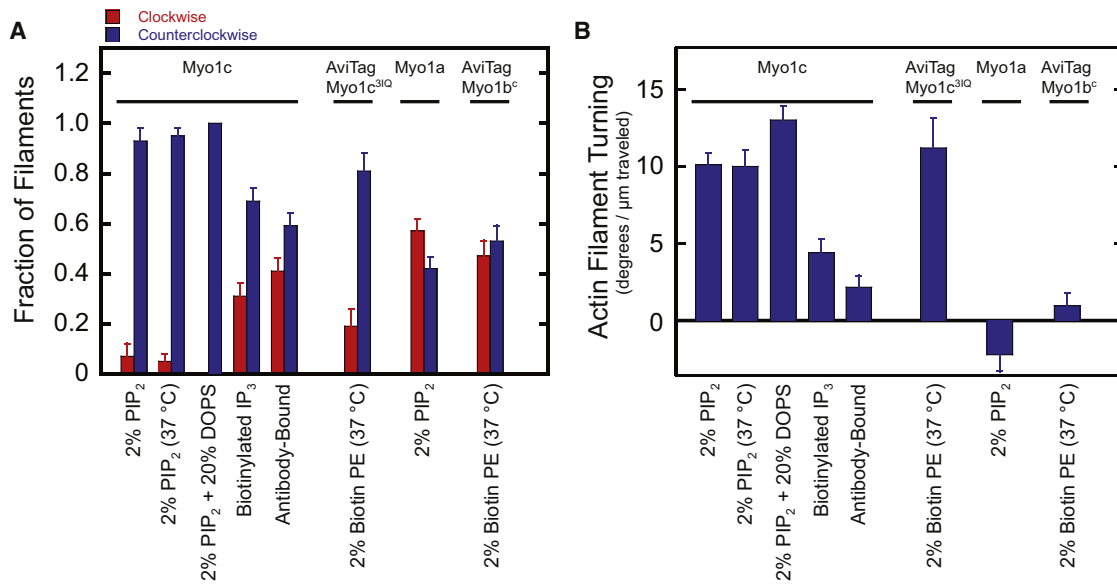 A
Clockwise
Counterclockwise
Fraction of Filaments
1.2
1.0
0.8
0.6
0.4
0.2
0
Myo1c
AviTag
Myo1c³ᴵQ
Myo1a
AviTag
Myo1bᶜ
2% PIP₂
2% PIP₂ (37 °C)
2% PIP₂ + 20% DOPS
Biotinylated IP₃
Antibody-Bound
2% Biotin PE (37 °C)
2% PIP₂
2% Biotin PE (37 °C)
B
Actin Filament Turning
(degrees / μm traveled)
15
10
5
0
Myo1c
AviTag
Myo1c³ᴵQ
Myo1a
AviTag
Myo1bᶜ
2% PIP₂
2% PIP₂ (37 °C)
2% PIP₂ + 20% DOPS
Biotinylated IP₃
Antibody-Bound
2% Biotin PE (37 °C)
2% PIP₂
2% Biotin PE (37 °C)